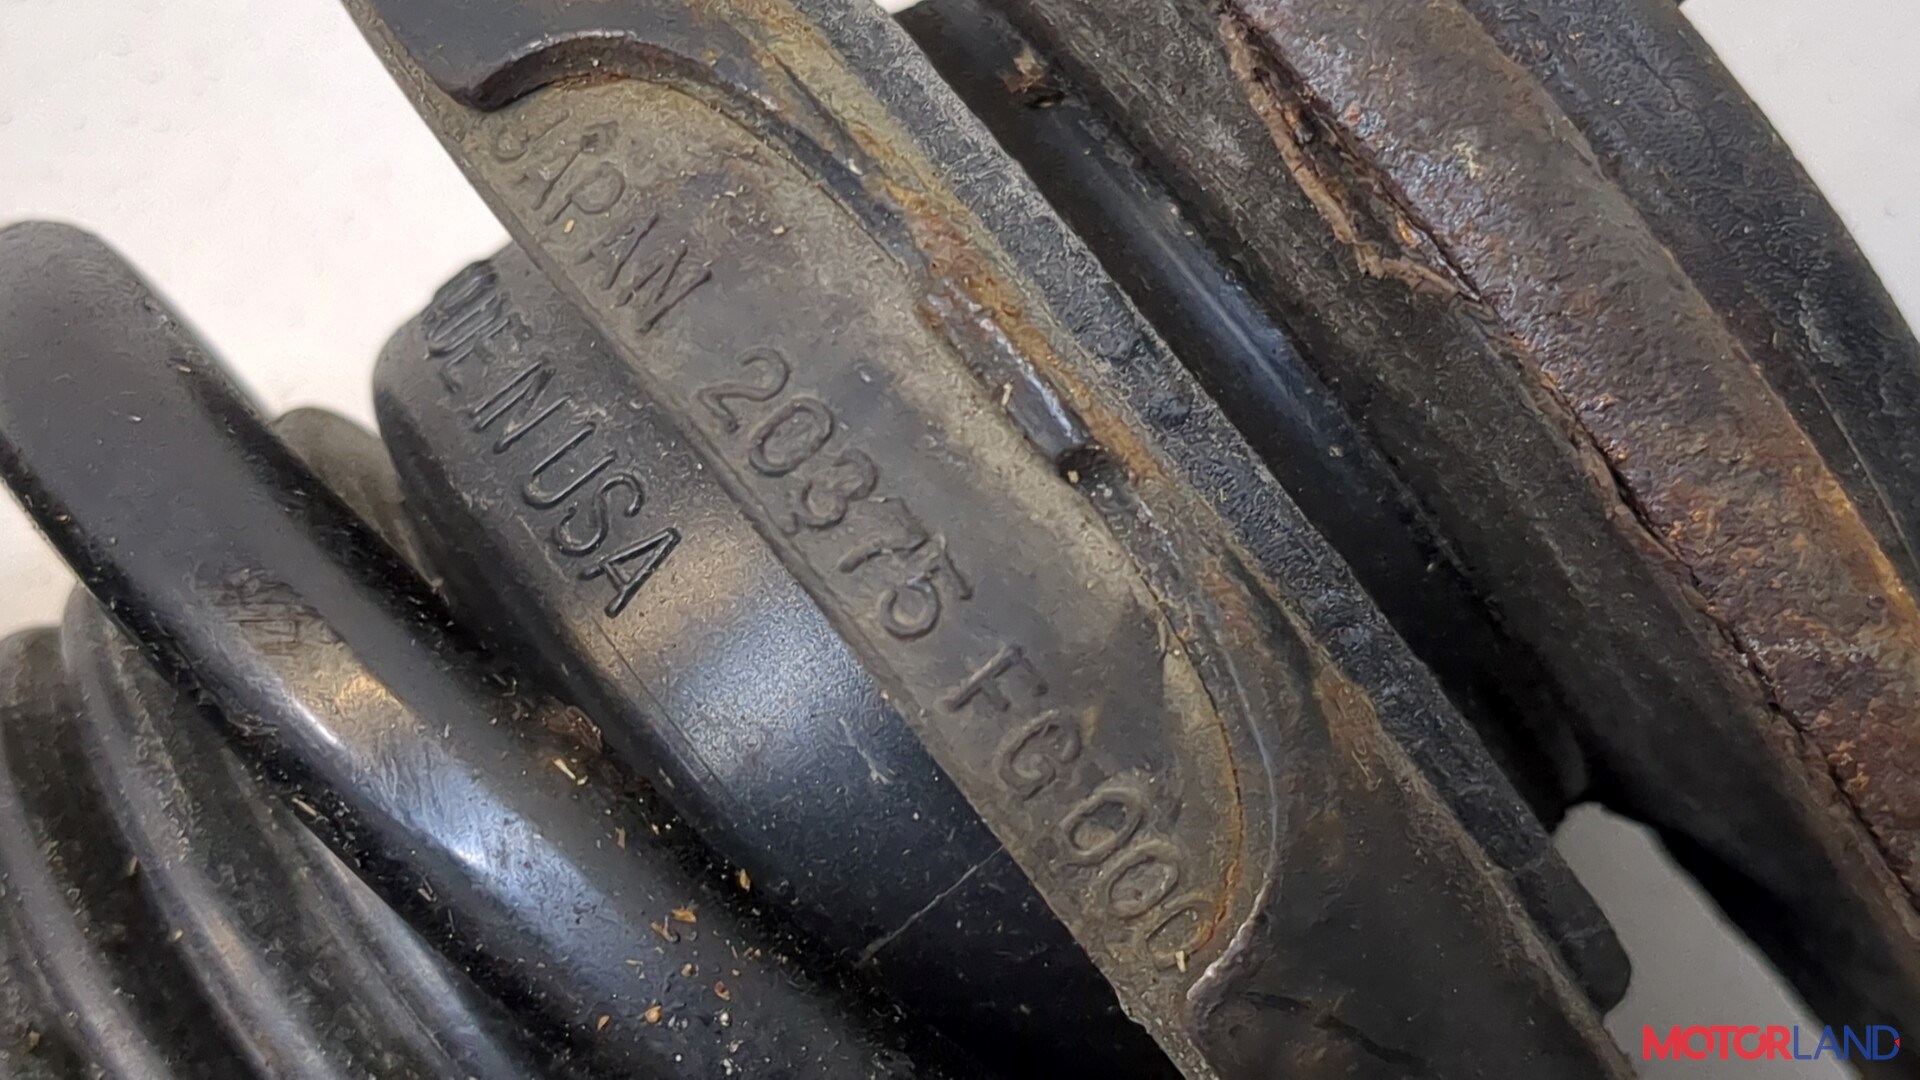 JAPAN 20375 FG000
DE IN USA
MOTORLAND